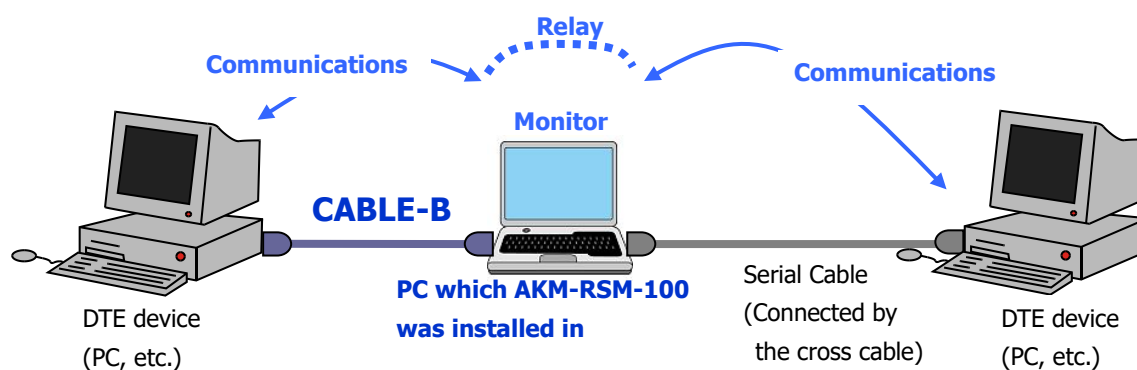 Relay
Communications
Communications
Monitor
CABLE-B
PC which AKM-RSM-100
was installed in
Serial Cable
(Connected by
the cross cable)
DTE device
(PC, etc.)
DTE device
(PC, etc.)